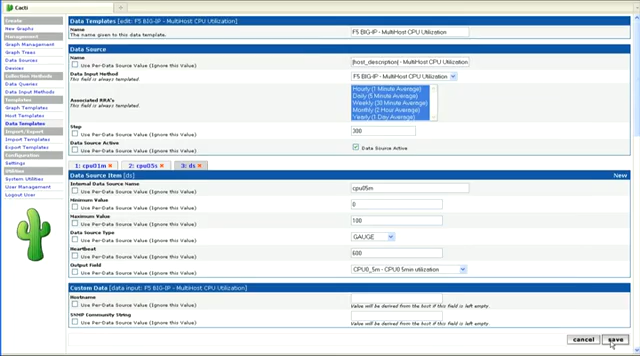 Cacti
Create
New Graphs
Management
Graph Management
Graph Trees
Data Sources
Devices
Collection Methods
Data Queries
Data Input Methods
Templates
Graph Templates
Host Templates
Data Templates
Import/Export
Import Templates
Export Templates
Configuration
Settings
Utilities
System Utilities
User Management
Logout User
Data Templates [edit: F5 BIG-IP - MultiHost CPU Utilization]
Name
The name given to this data template.
F5 BIG-IP - MultiHost CPU Utilization
Data Source
Name
Use Per-Data Source Value (Ignore this Value)
|host_description| - MultiHost CPU Utilization
Data Input Method
This field is always templated.
F5 BIG-IP - MultiHost CPU Utilization
Associated RRA's
This field is always templated.
Hourly (1 Minute Average)
Daily (5 Minute Average)
Weekly (30 Minute Average)
Monthly (2 Hour Average)
Yearly (1 Day Average)
Step
Use Per-Data Source Value (Ignore this Value)
300
Data Source Active
Use Per-Data Source Value (Ignore this Value)
Data Source Active
1: cpu01m x 2: cpu05s x 3: ds x
Data Source Item [ds] New
Internal Data Source Name
Use Per-Data Source Value (Ignore this Value)
cpu05m
Minimum Value
Use Per-Data Source Value (Ignore this Value)
0
Maximum Value
Use Per-Data Source Value (Ignore this Value)
100
Data Source Type
Use Per-Data Source Value (Ignore this Value)
GAUGE
Heartbeat
Use Per-Data Source Value (Ignore this Value)
600
Output Field
Use Per-Data Source Value (Ignore this Value)
CPU0_5m - CPU0 5min utilization
Custom Data [data input: F5 BIG-IP - MultiHost CPU Utilization]
Hostname
Use Per-Data Source Value (Ignore this Value)
Value will be derived from the host if this field is left empty.
SNMP Community String
Use Per-Data Source Value (Ignore this Value)
Value will be derived from the host if this field is left empty.
cancel save